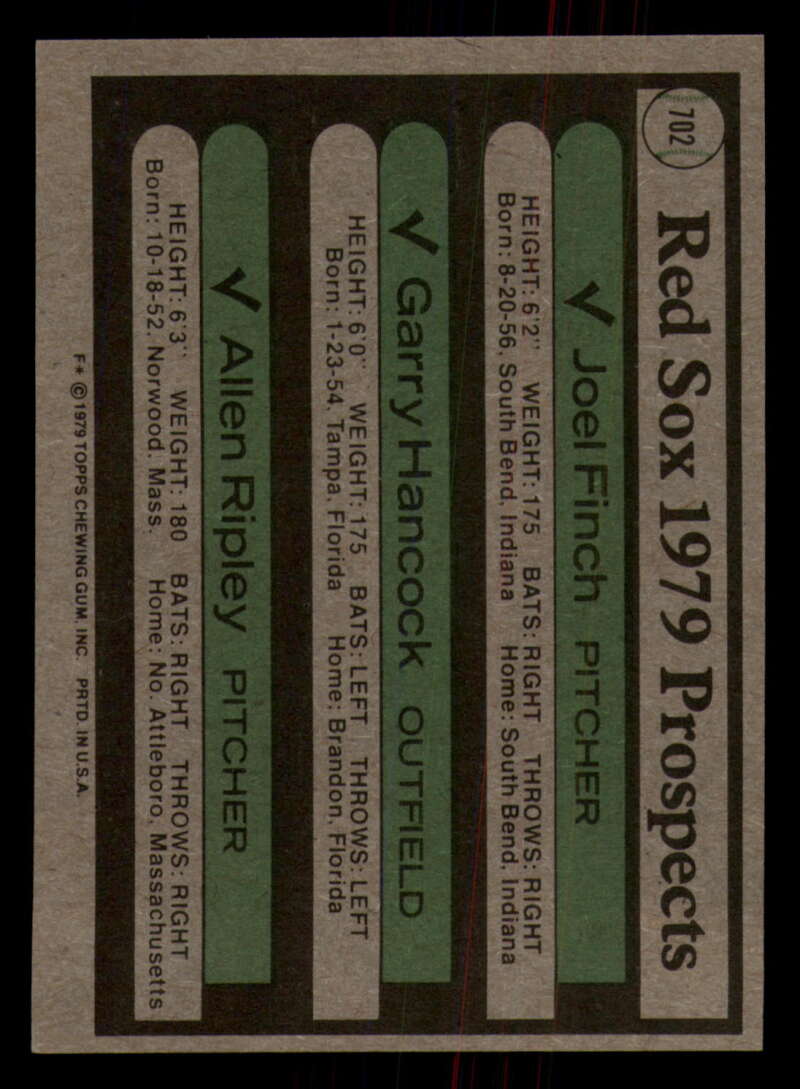 702
Red Sox 1979 Prospects
✓ Joel Finch PITCHER
HEIGHT: 6'2" WEIGHT: 175 BATS: RIGHT THROWS: RIGHT
Born: 8-20-56, South Bend, Indiana Home: South Bend, Indiana
✓ Garry Hancock OUTFIELD
HEIGHT: 6'0" WEIGHT: 175 BATS: LEFT THROWS: LEFT
Born: 1-23-54, Tampa, Florida Home: Brandon, Florida
✓ Allen Ripley PITCHER
HEIGHT: 6'3" WEIGHT: 180 BATS: RIGHT THROWS: RIGHT
Born: 10-18-52, Norwood, Mass. Home: No. Attleboro, Massachusetts
F* © 1979 TOPPS CHEWING GUM, INC. PRTD. IN U.S.A.